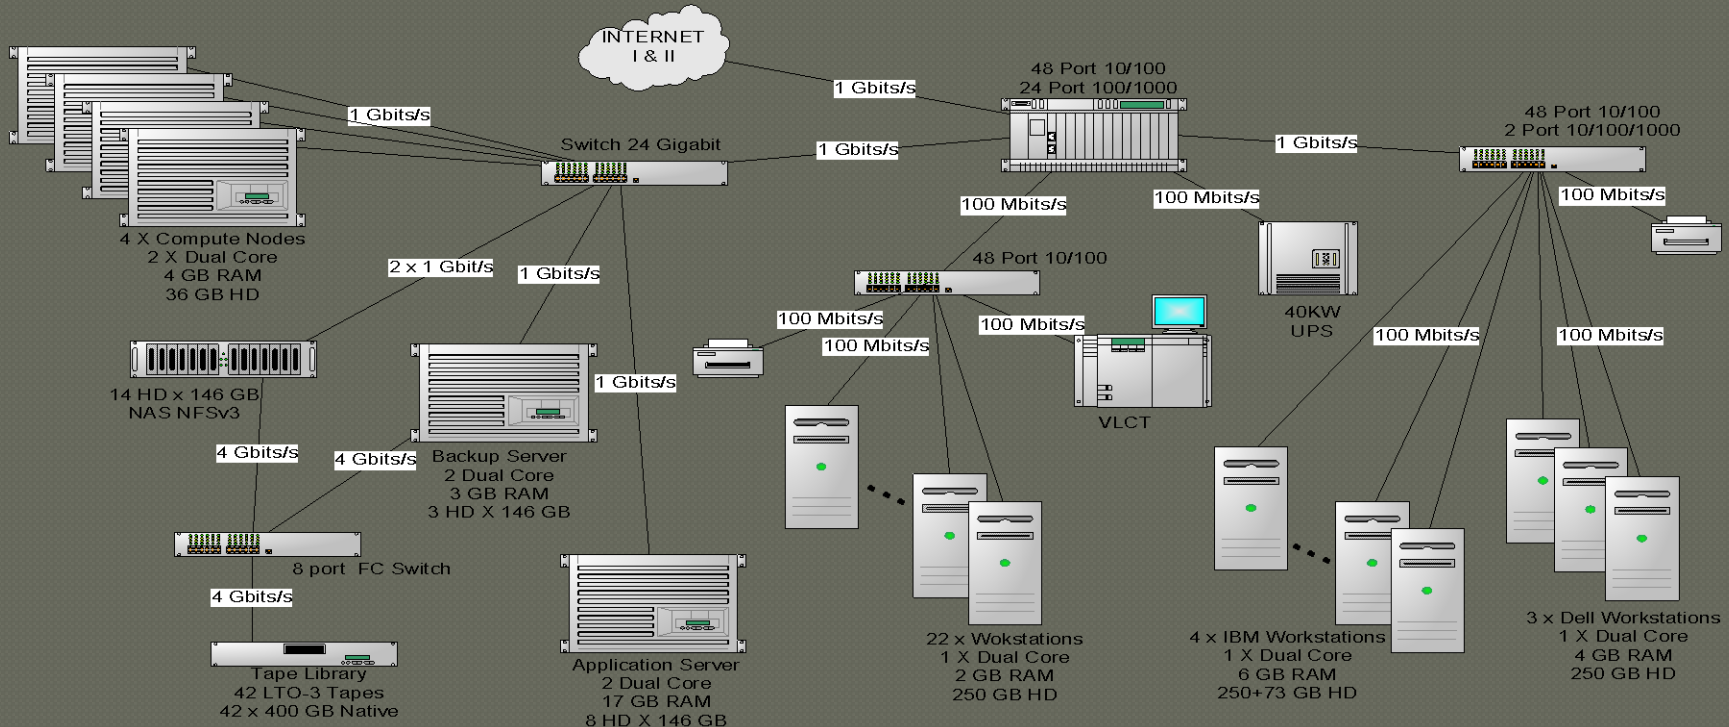 INTERNET
I & II
1 Gbits/s
48 Port 10/100
24 Port 100/1000
48 Port 10/100
2 Port 10/100/1000
1 Gbits/s
Switch 24 Gigabit
1 Gbits/s
1 Gbits/s
100 Mbits/s
100 Mbits/s
100 Mbits/s
4 X Compute Nodes
2 X Dual Core
4 GB RAM
36 GB HD
2 x 1 Gbit/s
1 Gbits/s
48 Port 10/100
40KW
UPS
100 Mbits/s
100 Mbits/s
100 Mbits/s
100 Mbits/s
100 Mbits/s
14 HD x 146 GB
NAS NFSv3
1 Gbits/s
VLCT
4 Gbits/s
4 Gbits/s
Backup Server
2 Dual Core
3 GB RAM
3 HD X 146 GB
8 port FC Switch
4 Gbits/s
Tape Library
42 LTO-3 Tapes
42 x 400 GB Native
Application Server
2 Dual Core
17 GB RAM
8 HD X 146 GB
22 x Wokstations
1 X Dual Core
2 GB RAM
250 GB HD
4 x IBM Workstations
1 X Dual Core
6 GB RAM
250+73 GB HD
3 x Dell Workstations
1 X Dual Core
4 GB RAM
250 GB HD